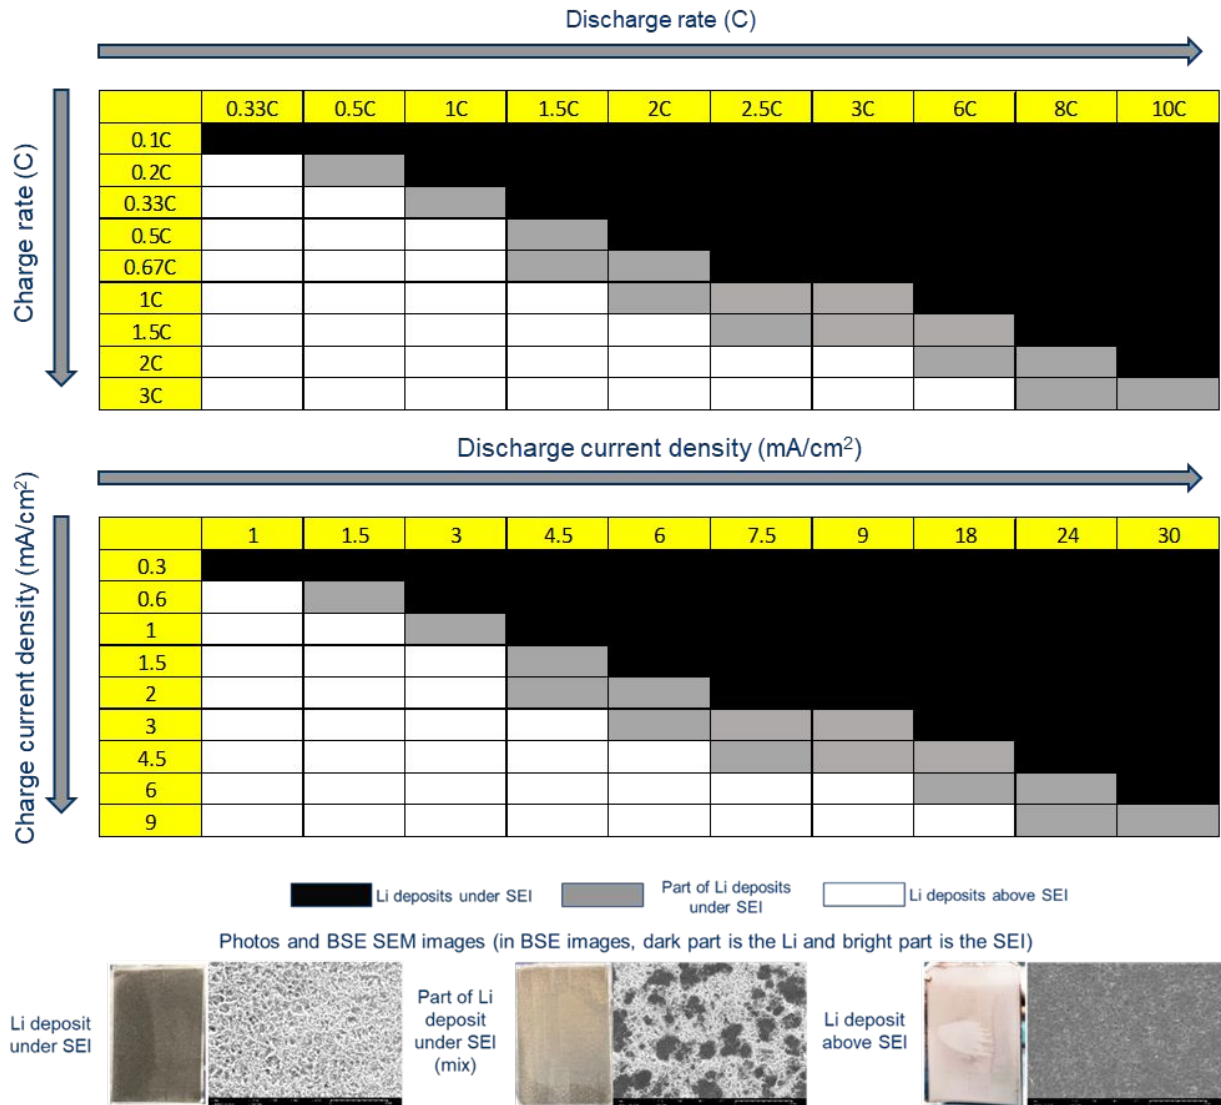 Discharge rate (C)
Charge rate (C)
0.33C 0.5C 1C 1.5C 2C 2.5C 3C 6C 8C 10C
0.1C
0.2C
0.33C
0.5C
0.67C
1C
1.5C
2C
3C
Discharge current density (mA/cm²)
Charge current density (mA/cm²)
1 1.5 3 4.5 6 7.5 9 18 24 30
0.3
0.6
1
1.5
2
3
4.5
6
9
Li deposits under SEI
Part of Li deposits
under SEI
Li deposits above SEI
Photos and BSE SEM images (in BSE images, dark part is the Li and bright part is the SEI)
Li deposit
under SEI
Part of Li
deposit
under SEI
(mix)
Li deposit
above SEI